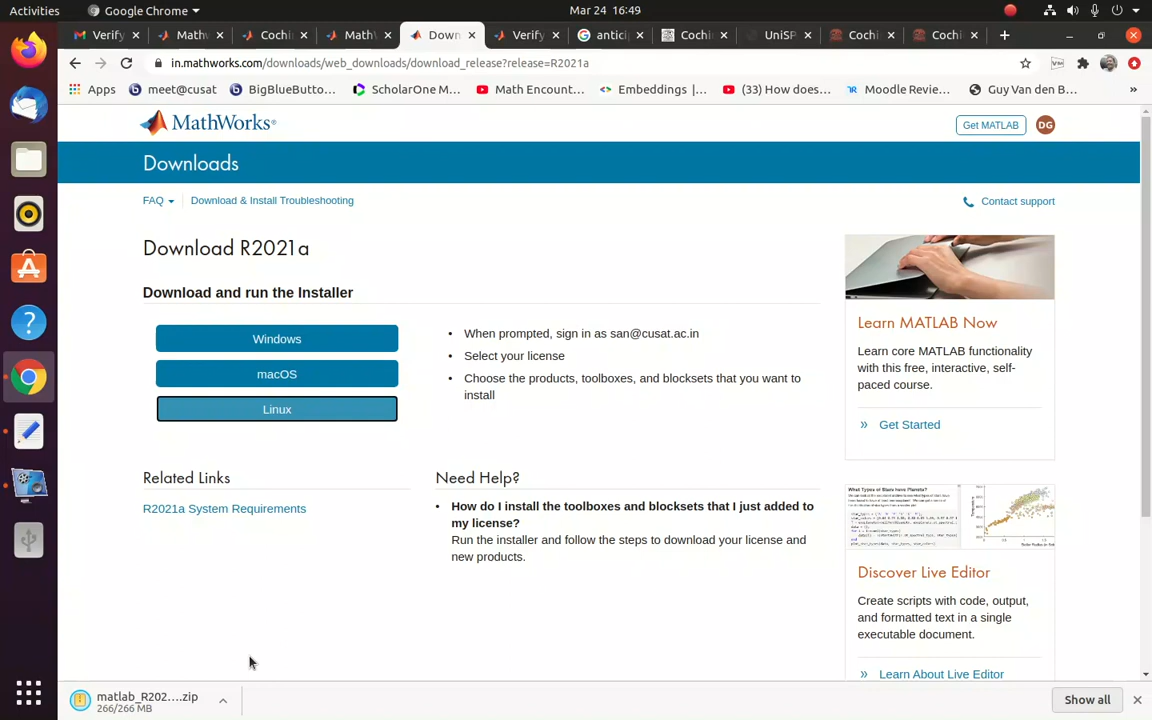 Activities
Google Chrome
Mar 24 16:49
Verify
Math
Cochi
Math
Down
Verify
antici
Cochi
UniSP
Cochi
Cochi
in.mathworks.com/downloads/web_downloads/download_release?release=R2021a
Apps
meet@cusat
BigBlueButto...
ScholarOne M...
Math Encount...
Embeddings |...
(33) How does...
Moodle Revie...
Guy Van den B...
»
MathWorks®
Get MATLAB
DG
Downloads
FAQ
Download & Install Troubleshooting
Contact support
Download R2021a
Download and run the Installer
Windows
macOS
Linux
• When prompted, sign in as san@cusat.ac.in
• Select your license
• Choose the products, toolboxes, and blocksets that you want to
install
Related Links
R2021a System Requirements
Need Help?
• How do I install the toolboxes and blocksets that I just added to
my license?
Run the installer and follow the steps to download your license and
new products.
Learn MATLAB Now
Learn core MATLAB functionality
with this free, interactive, self-
paced course.
» Get Started
What Types of Stars have Planets?
Discover Live Editor
Create scripts with code, output,
and formatted text in a single
executable document.
» Learn About Live Editor
matlab_R202....zip
266/266 MB
Show all